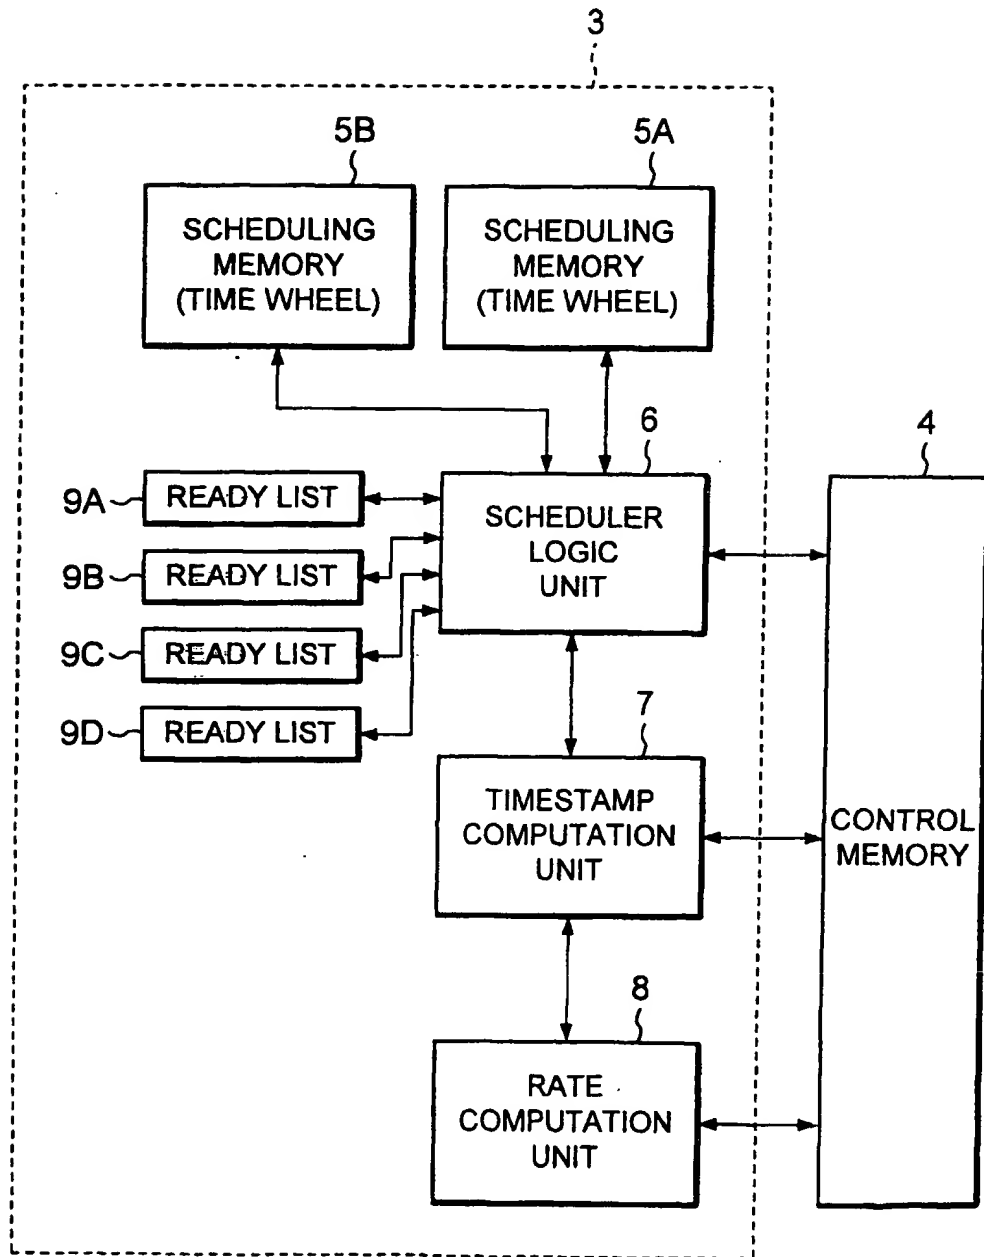 3
5B
5A
SCHEDULING
MEMORY
(TIME WHEEL)
SCHEDULING
MEMORY
(TIME WHEEL)
6
4
9A
READY LIST
SCHEDULER
LOGIC
UNIT
9B
READY LIST
9C
READY LIST
9D
READY LIST
7
TIMESTAMP
COMPUTATION
UNIT
CONTROL
MEMORY
8
RATE
COMPUTATION
UNIT